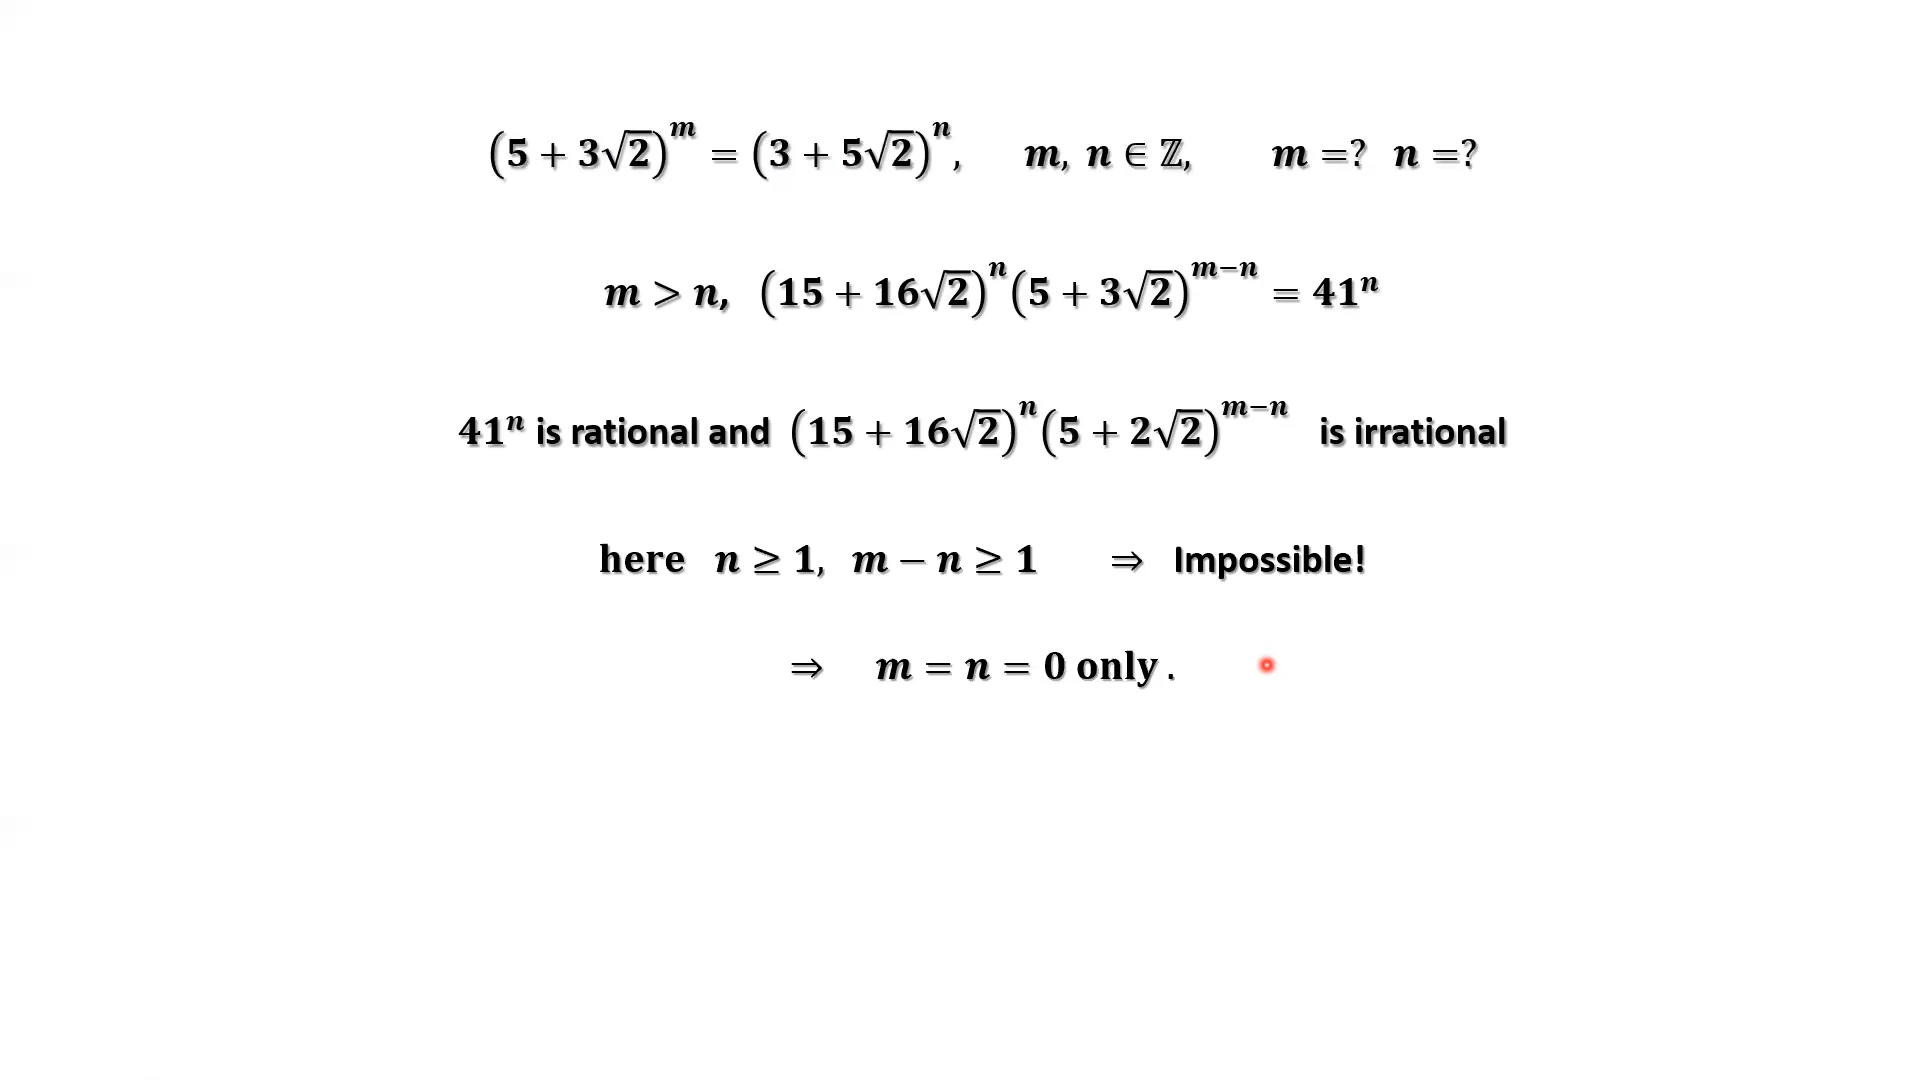 (5 + 3√2)^m = (3 + 5√2)^n, m, n ∈ ℤ, m =? n =?
m > n, (15 + 16√2)^n (5 + 3√2)^{m−n} = 41^n
41^n is rational and (15 + 16√2)^n (5 + 2√2)^{m−n} is irrational
here n ≥ 1, m − n ≥ 1 ⇒ Impossible!
⇒ m = n = 0 only .